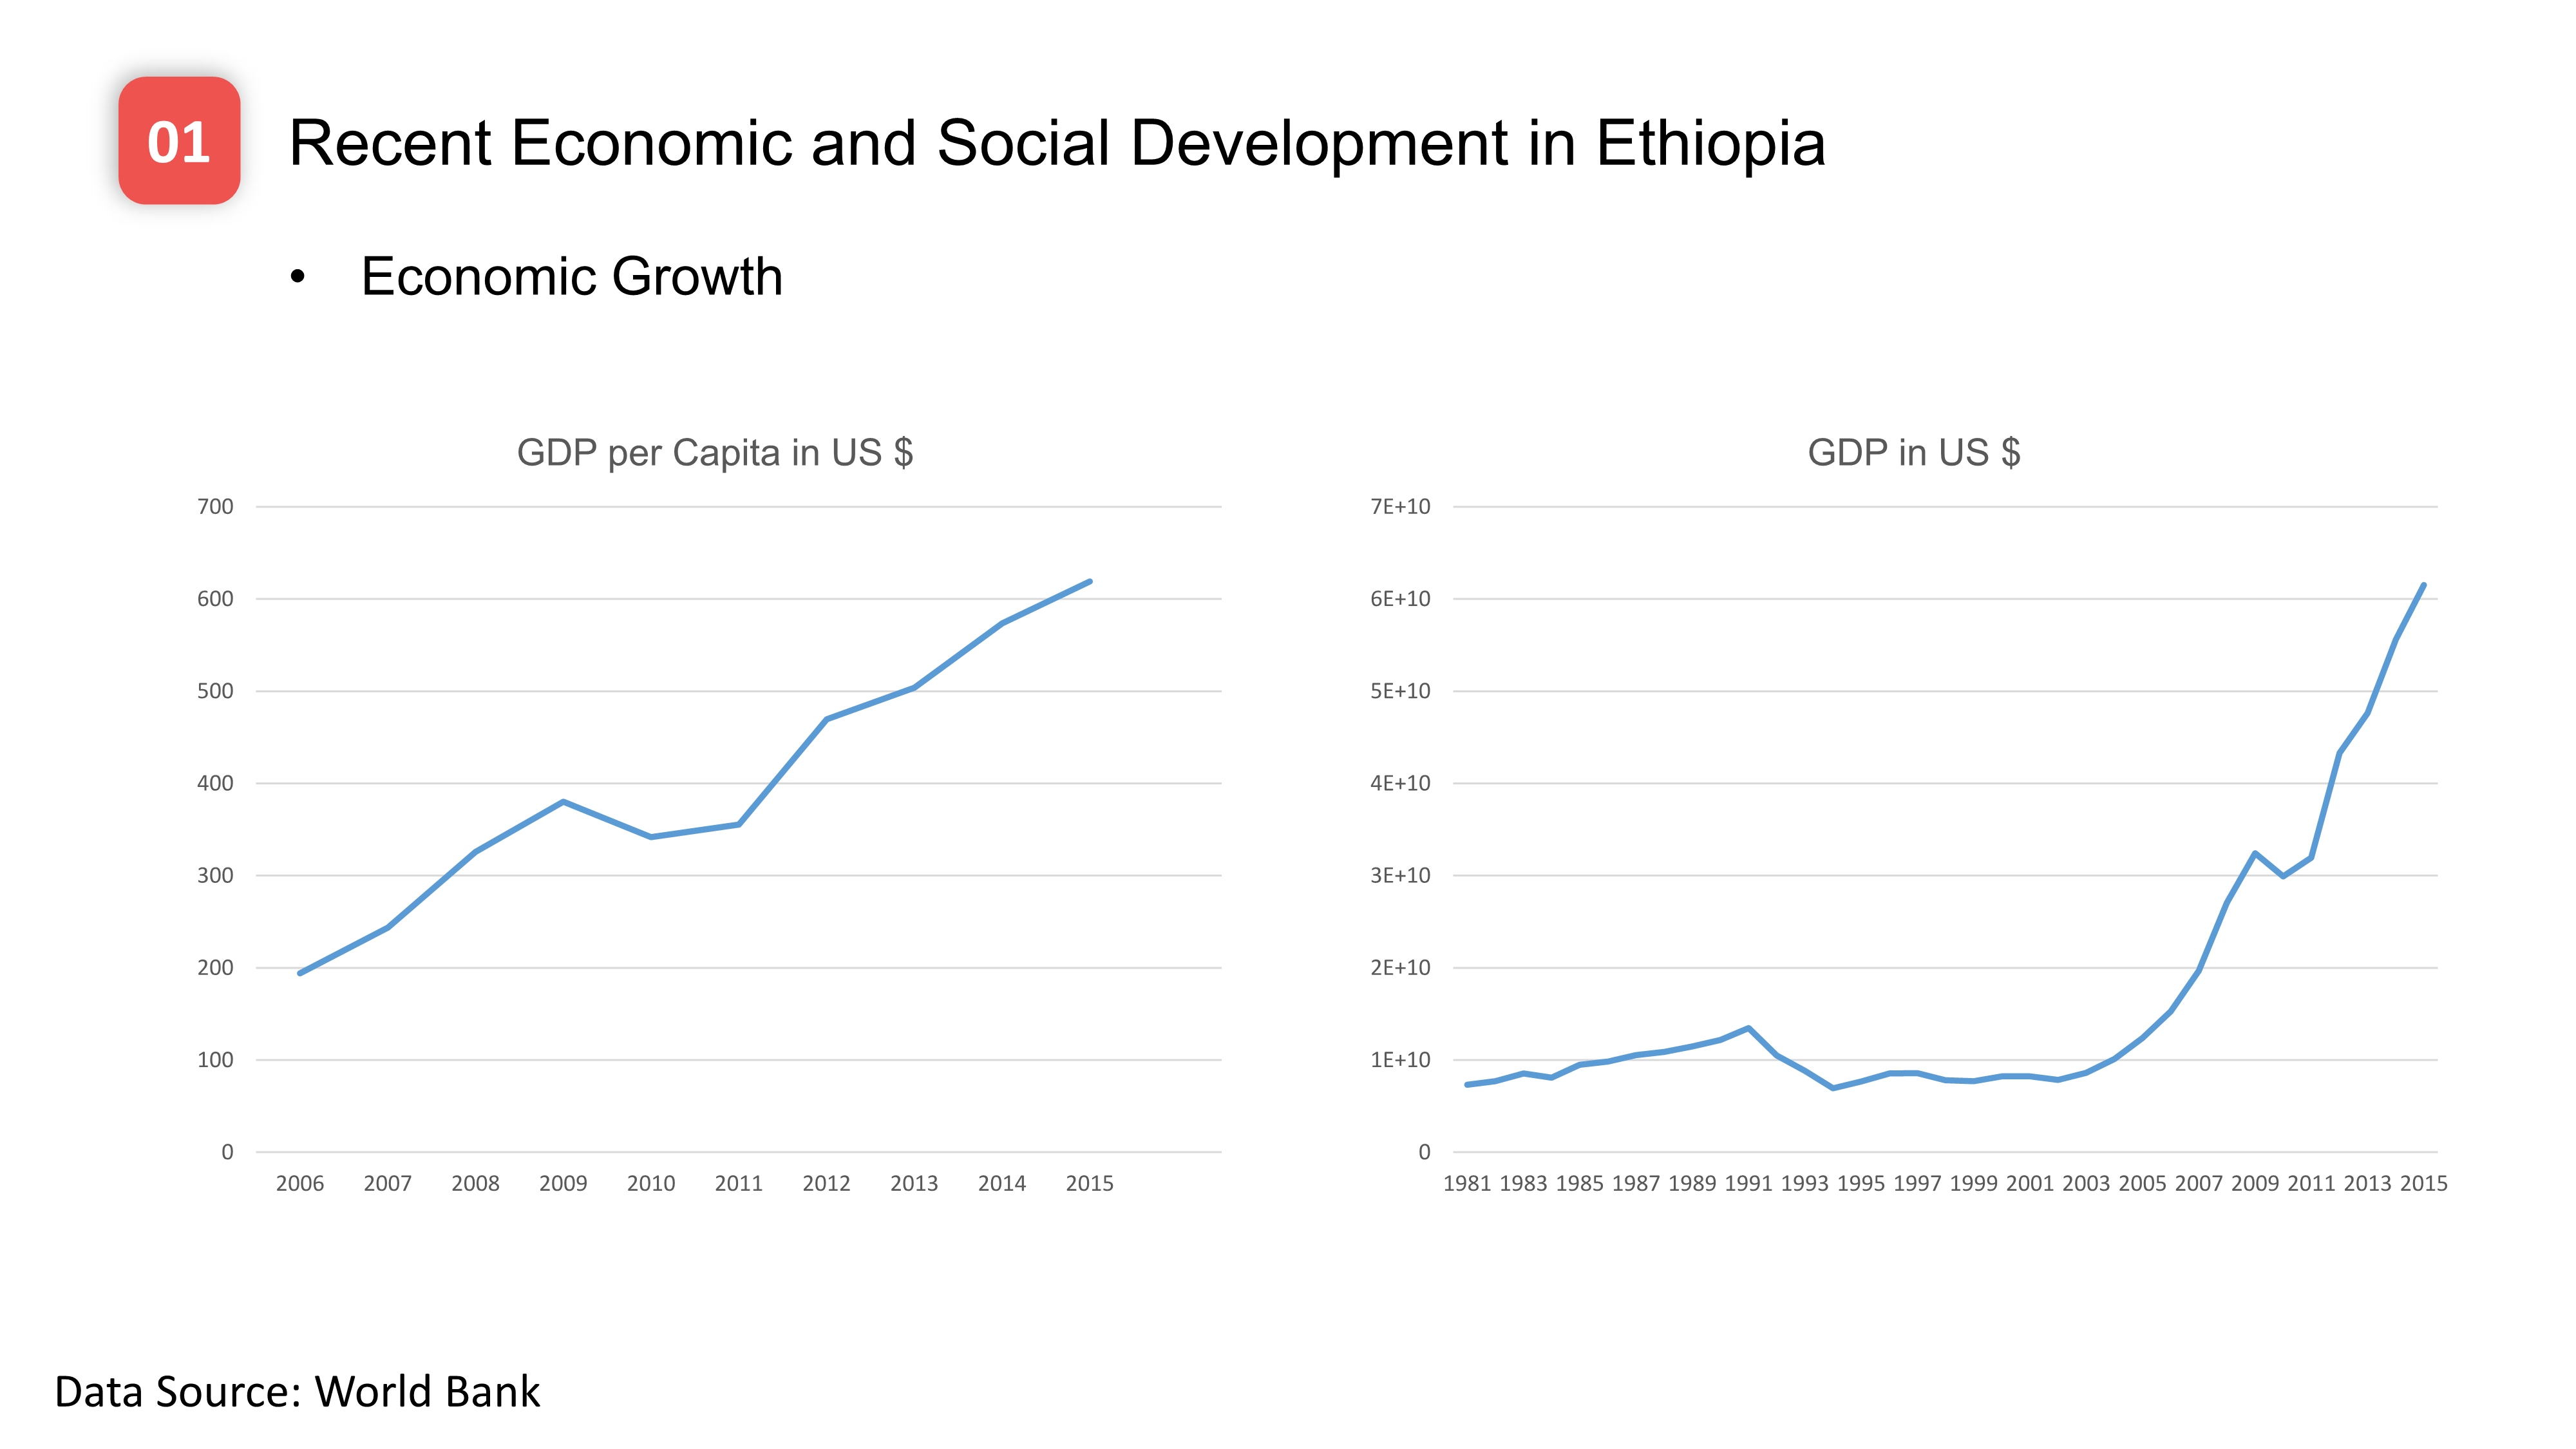 01
Recent Economic and Social Development in Ethiopia
• Economic Growth
GDP per Capita in US $
700
600
500
400
300
200
100
0
2006 2007 2008 2009 2010 2011 2012 2013 2014 2015
GDP in US $
7E+10
6E+10
5E+10
4E+10
3E+10
2E+10
1E+10
0
1981 1983 1985 1987 1989 1991 1993 1995 1997 1999 2001 2003 2005 2007 2009 2011 2013 2015
Data Source: World Bank